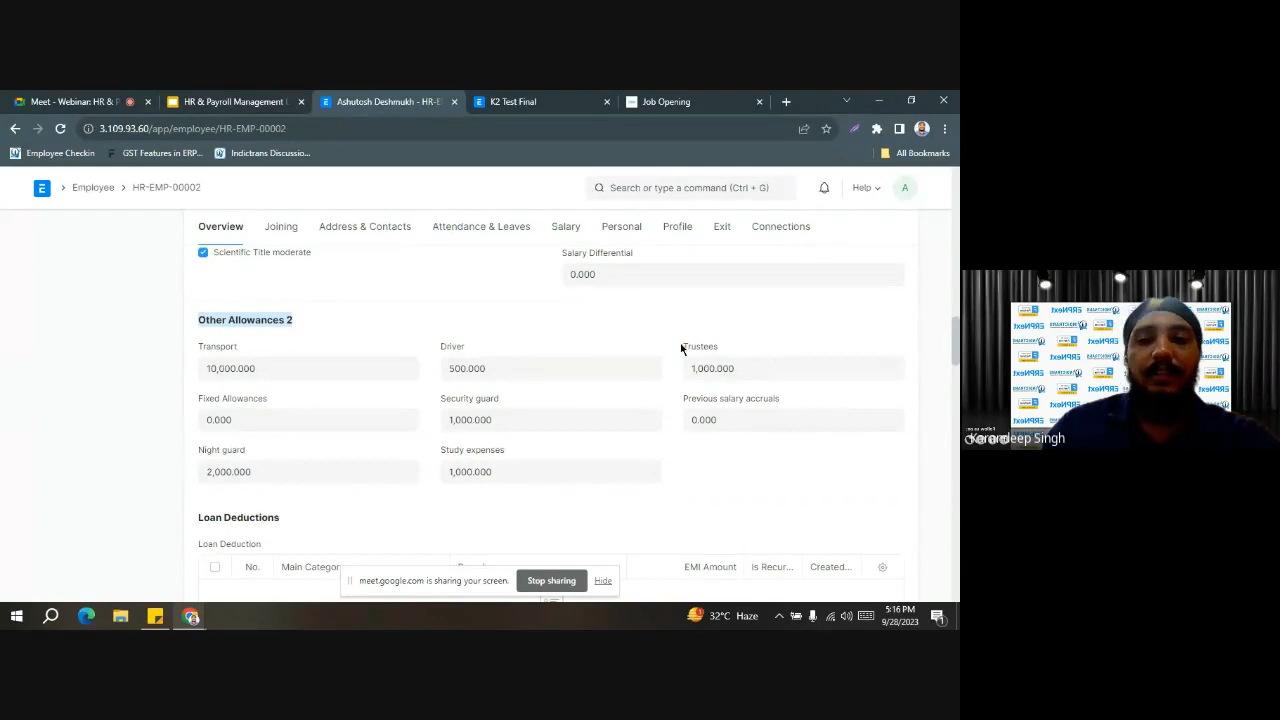 Meet - Webinar: HR & P
HR & Payroll Management
Ashutosh Deshmukh - HR-E
K2 Test Final
Job Opening
3.109.93.60/app/employee/HR-EMP-00002
Employee Checkin
GST Features in ERP...
Indictrans Discussio...
All Bookmarks
E
Employee
HR-EMP-00002
Search or type a command (Ctrl + G)
Help
A
Overview
Joining
Address & Contacts
Attendance & Leaves
Salary
Personal
Profile
Exit
Connections
Scientific Title moderate
Salary Differential
0.000
Other Allowances 2
Transport
Driver
Trustees
10,000.000
500.000
1,000.000
Fixed Allowances
Security guard
Previous salary accruals
0.000
1,000.000
0.000
Night guard
Study expenses
2,000.000
1,000.000
Loan Deductions
Loan Deduction
No.
Main Categor
EMI Amount
Is Recur...
Created...
meet.google.com is sharing your screen.
Stop sharing
Hide
32°C Haze
5:16 PM
9/28/2023
ERPNext
Karamdeep Singh